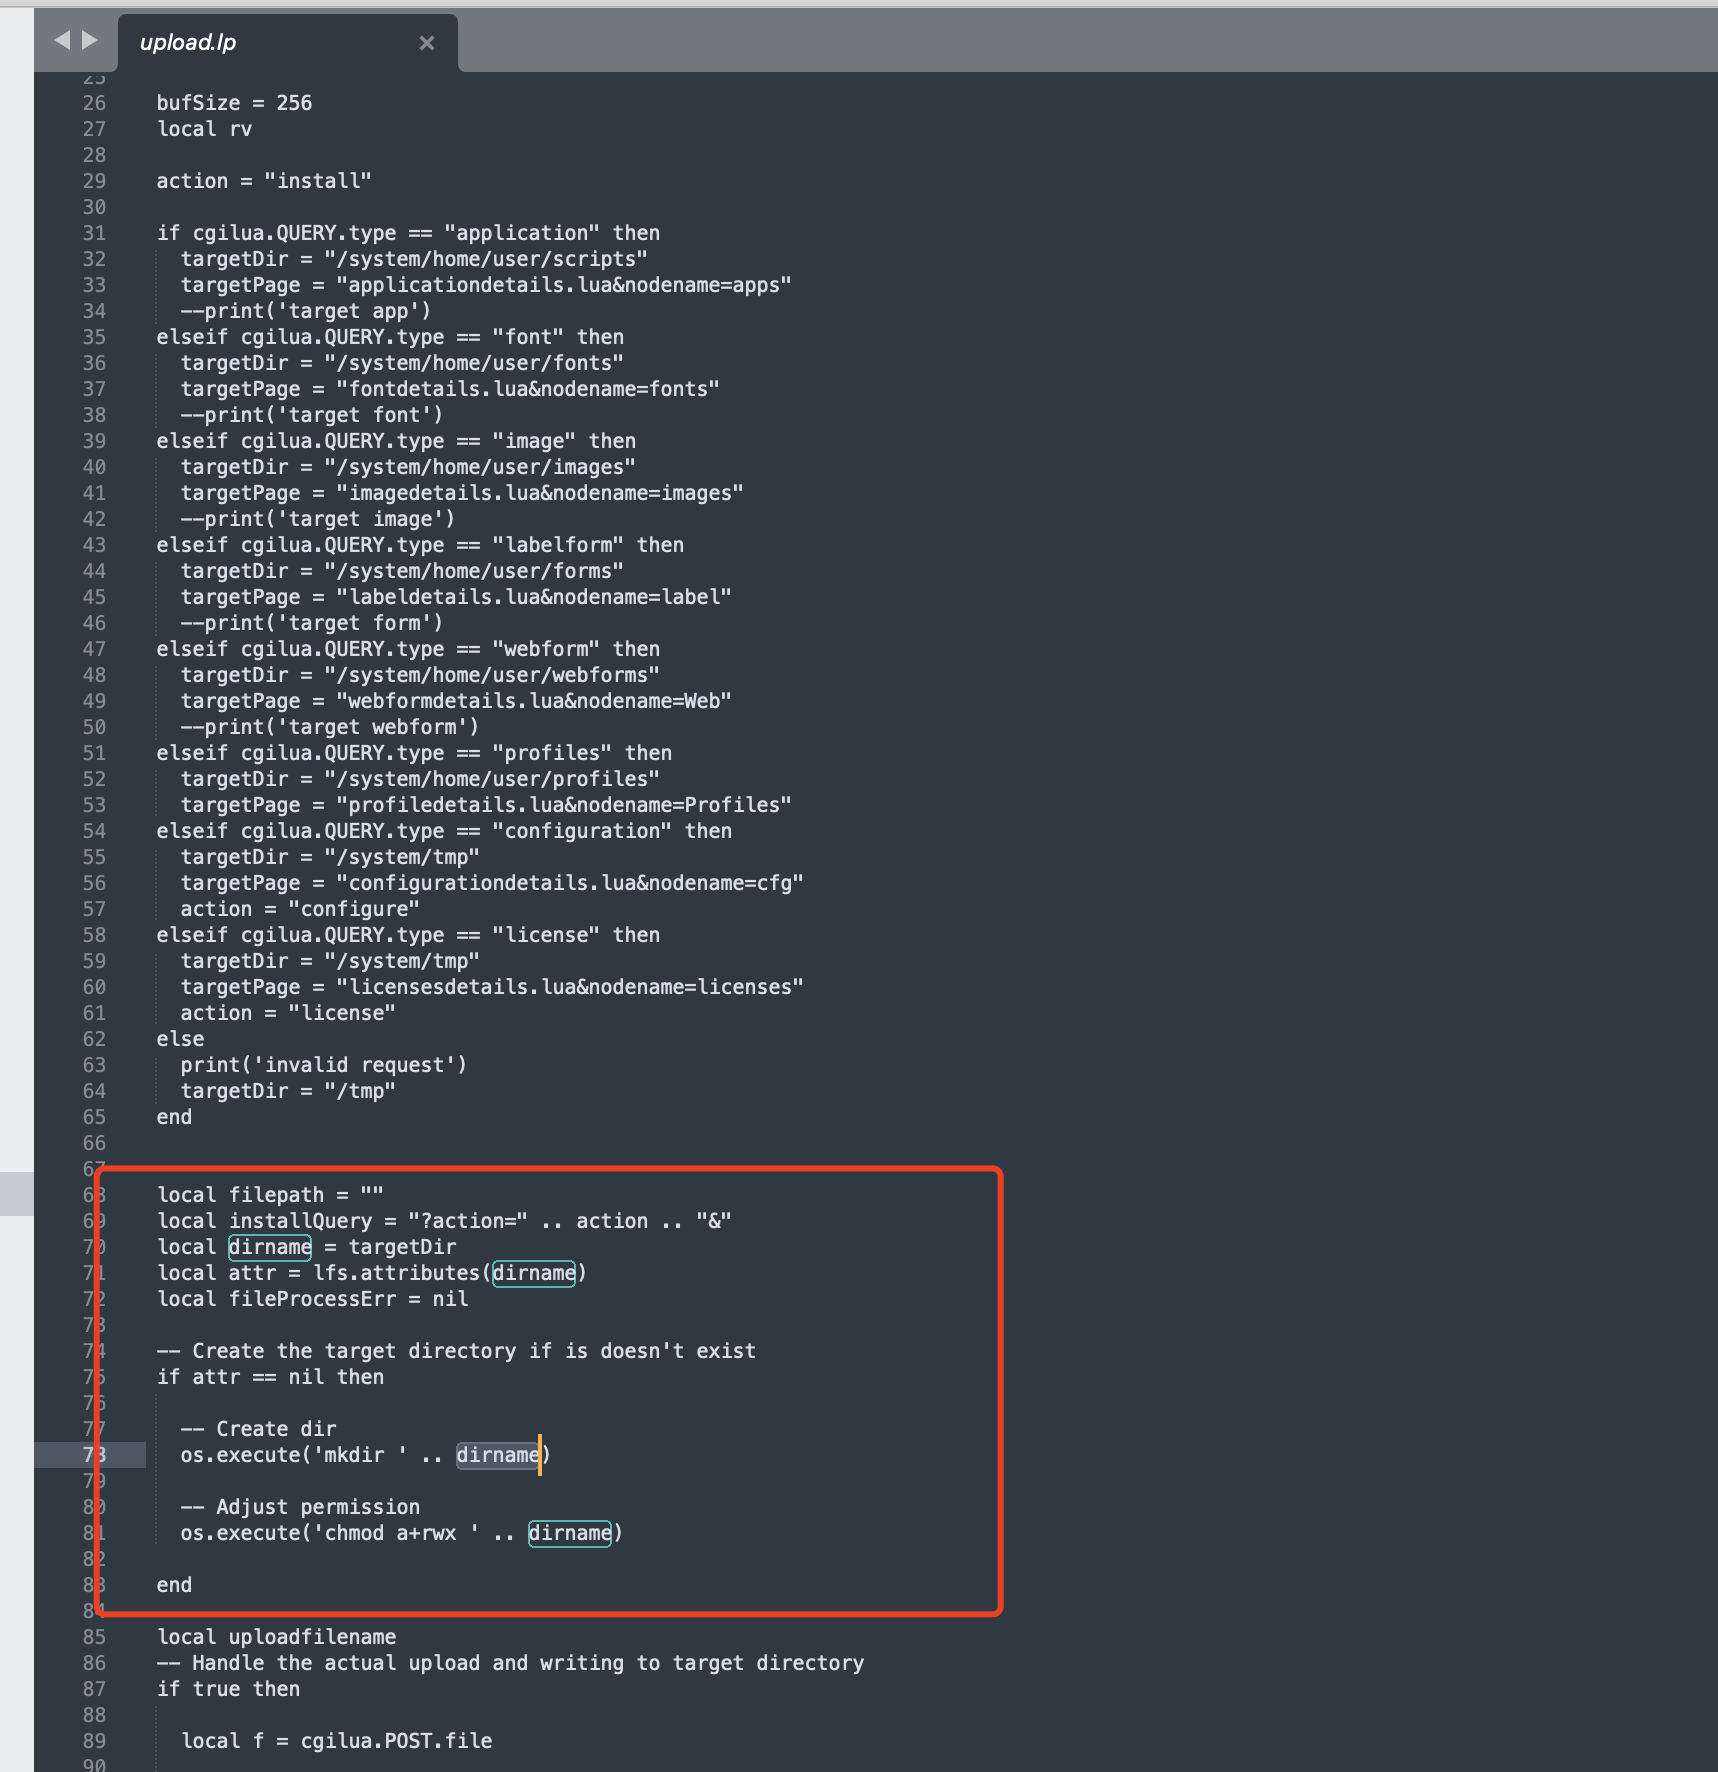 upload.lp
25
26 bufSize = 256
27 local rv
28
29 action = "install"
30
31 if cgilua.QUERY.type == "application" then
32 targetDir = "/system/home/user/scripts"
33 targetPage = "applicationdetails.lua&nodename=apps"
34 --print('target app')
35 elseif cgilua.QUERY.type == "font" then
36 targetDir = "/system/home/user/fonts"
37 targetPage = "fontdetails.lua&nodename=fonts"
38 --print('target font')
39 elseif cgilua.QUERY.type == "image" then
40 targetDir = "/system/home/user/images"
41 targetPage = "imagedetails.lua&nodename=images"
42 --print('target image')
43 elseif cgilua.QUERY.type == "labelform" then
44 targetDir = "/system/home/user/forms"
45 targetPage = "labeldetails.lua&nodename=label"
46 --print('target form')
47 elseif cgilua.QUERY.type == "webform" then
48 targetDir = "/system/home/user/webforms"
49 targetPage = "webformdetails.lua&nodename=Web"
50 --print('target webform')
51 elseif cgilua.QUERY.type == "profiles" then
52 targetDir = "/system/home/user/profiles"
53 targetPage = "profiledetails.lua&nodename=Profiles"
54 elseif cgilua.QUERY.type == "configuration" then
55 targetDir = "/system/tmp"
56 targetPage = "configurationdetails.lua&nodename=cfg"
57 action = "configure"
58 elseif cgilua.QUERY.type == "license" then
59 targetDir = "/system/tmp"
60 targetPage = "licensesdetails.lua&nodename=licenses"
61 action = "license"
62 else
63 print('invalid request')
64 targetDir = "/tmp"
65 end
66
67
68 local filepath = ""
69 local installQuery = "?action=" .. action .. "&"
70 local dirname = targetDir
71 local attr = lfs.attributes(dirname)
72 local fileProcessErr = nil
73
74 -- Create the target directory if is doesn't exist
75 if attr == nil then
76
77 -- Create dir
78 os.execute('mkdir ' .. dirname)
79
80 -- Adjust permission
81 os.execute('chmod a+rwx ' .. dirname)
82
83 end
84
85 local uploadfilename
86 -- Handle the actual upload and writing to target directory
87 if true then
88
89 local f = cgilua.POST.file
90